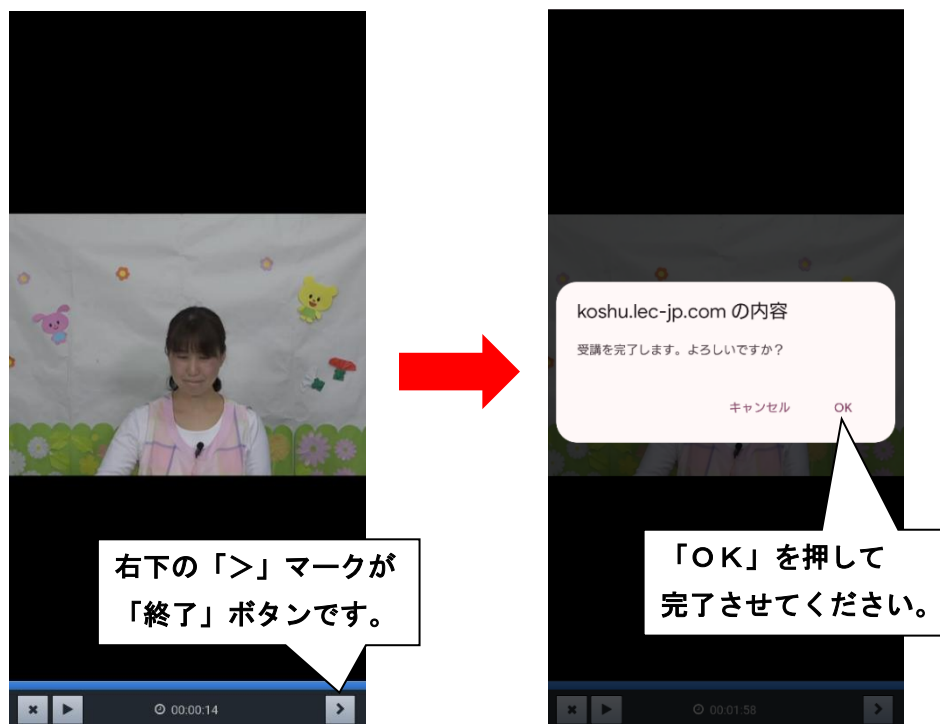 右下の「＞」マークが
「終了」ボタンです。
00:00:14
koshu.lec-jp.com の内容
受講を完了します。よろしいですか？
キャンセル OK
「ＯＫ」を押して
完了させてください。
00:01:58